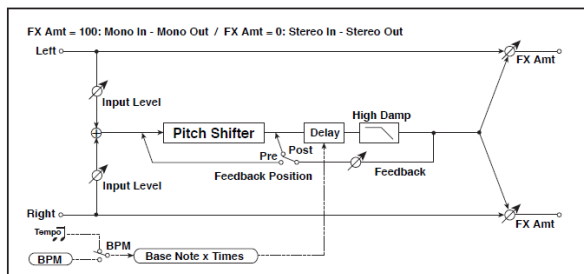 FX Amt = 100: Mono In - Mono Out / FX Amt = 0: Stereo In - Stereo Out
Left
FX Amt
Input Level
High Damp
Pitch Shifter
Delay
Post
Pre
Feedback Position
Feedback
Input Level
Right
FX Amt
Tempo
BPM
BPM
Base Note x Times